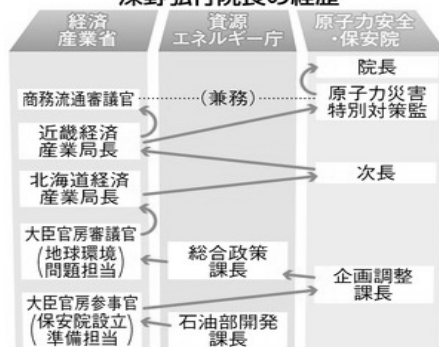 深野弘行院長の経歴
経済
産業省
資源
エネルギー庁
原子力安全
・保安院
院長
商務流通審議官
(兼務)
原子力災害
特別対策監
近畿経済
産業局長
次長
北海道経済
産業局長
大臣官房審議官
(地球環境
問題担当)
総合政策
課長
企画調整
課長
大臣官房参事官
(保安院設立
準備担当)
石油部開発
課長